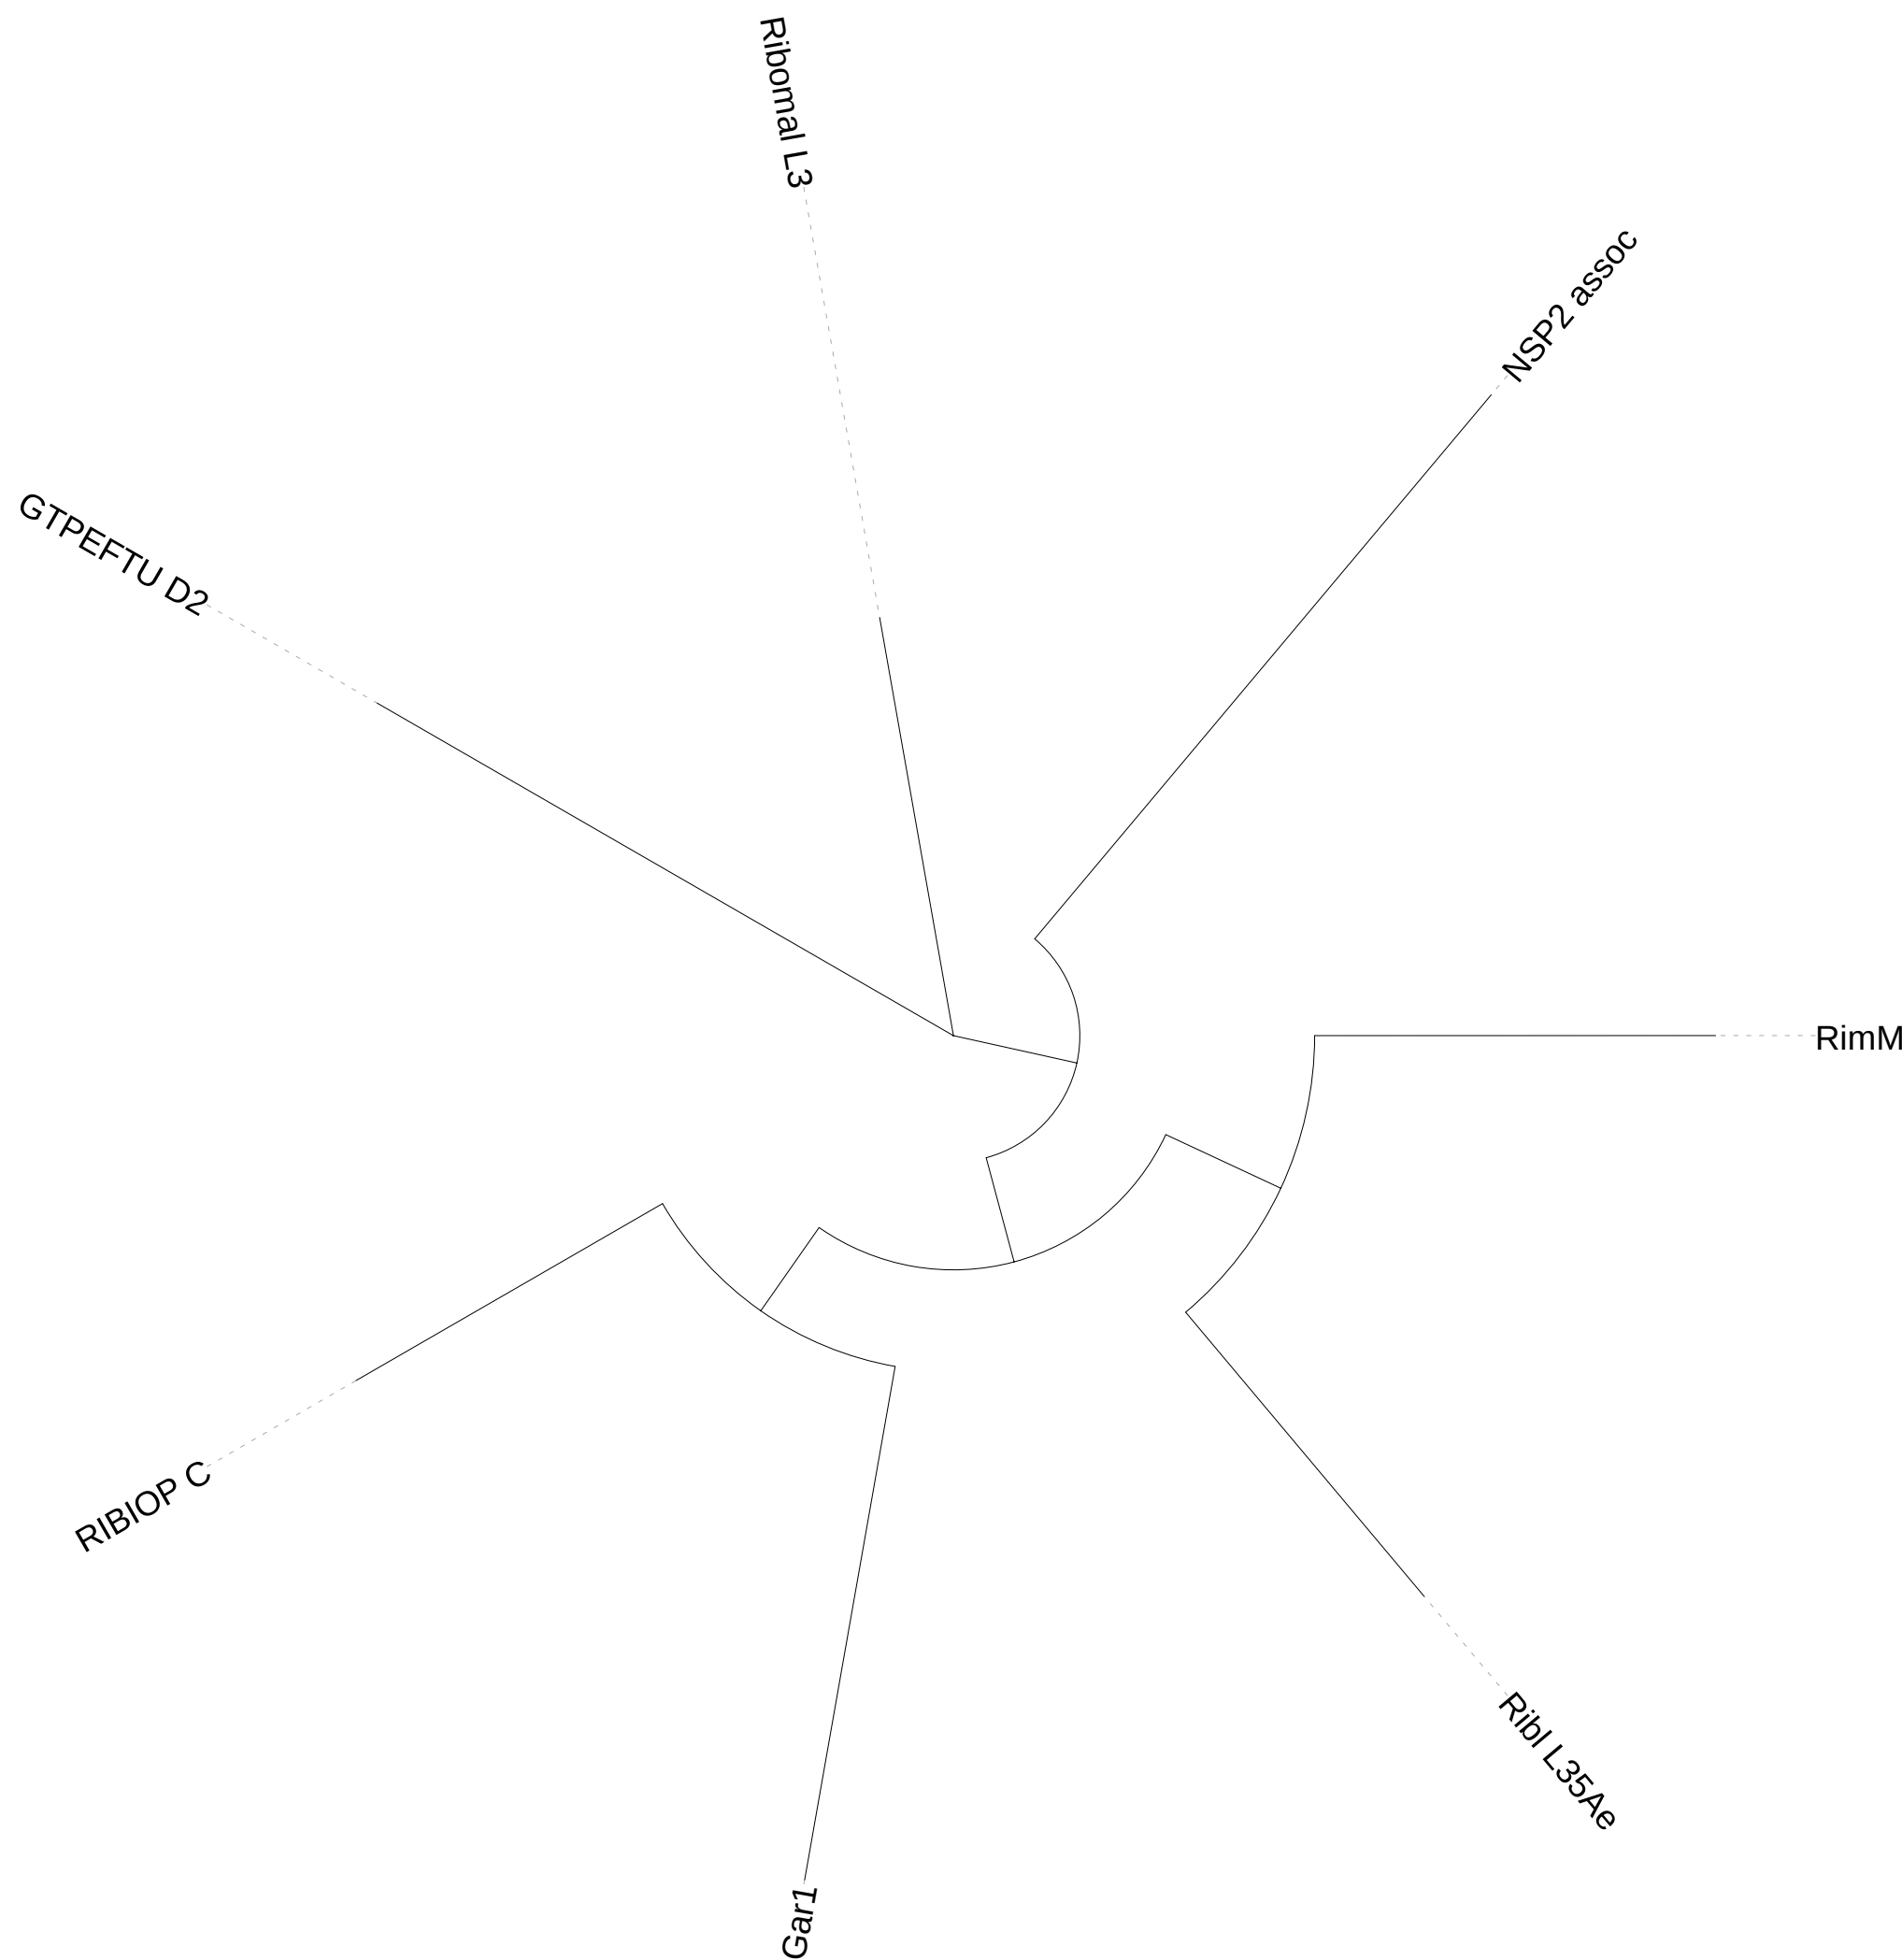 Ribomal L3
NSP2 assoc
GTPEFTU D2
RimM
RIBIOP C
Ribl L35Ae
Gar1